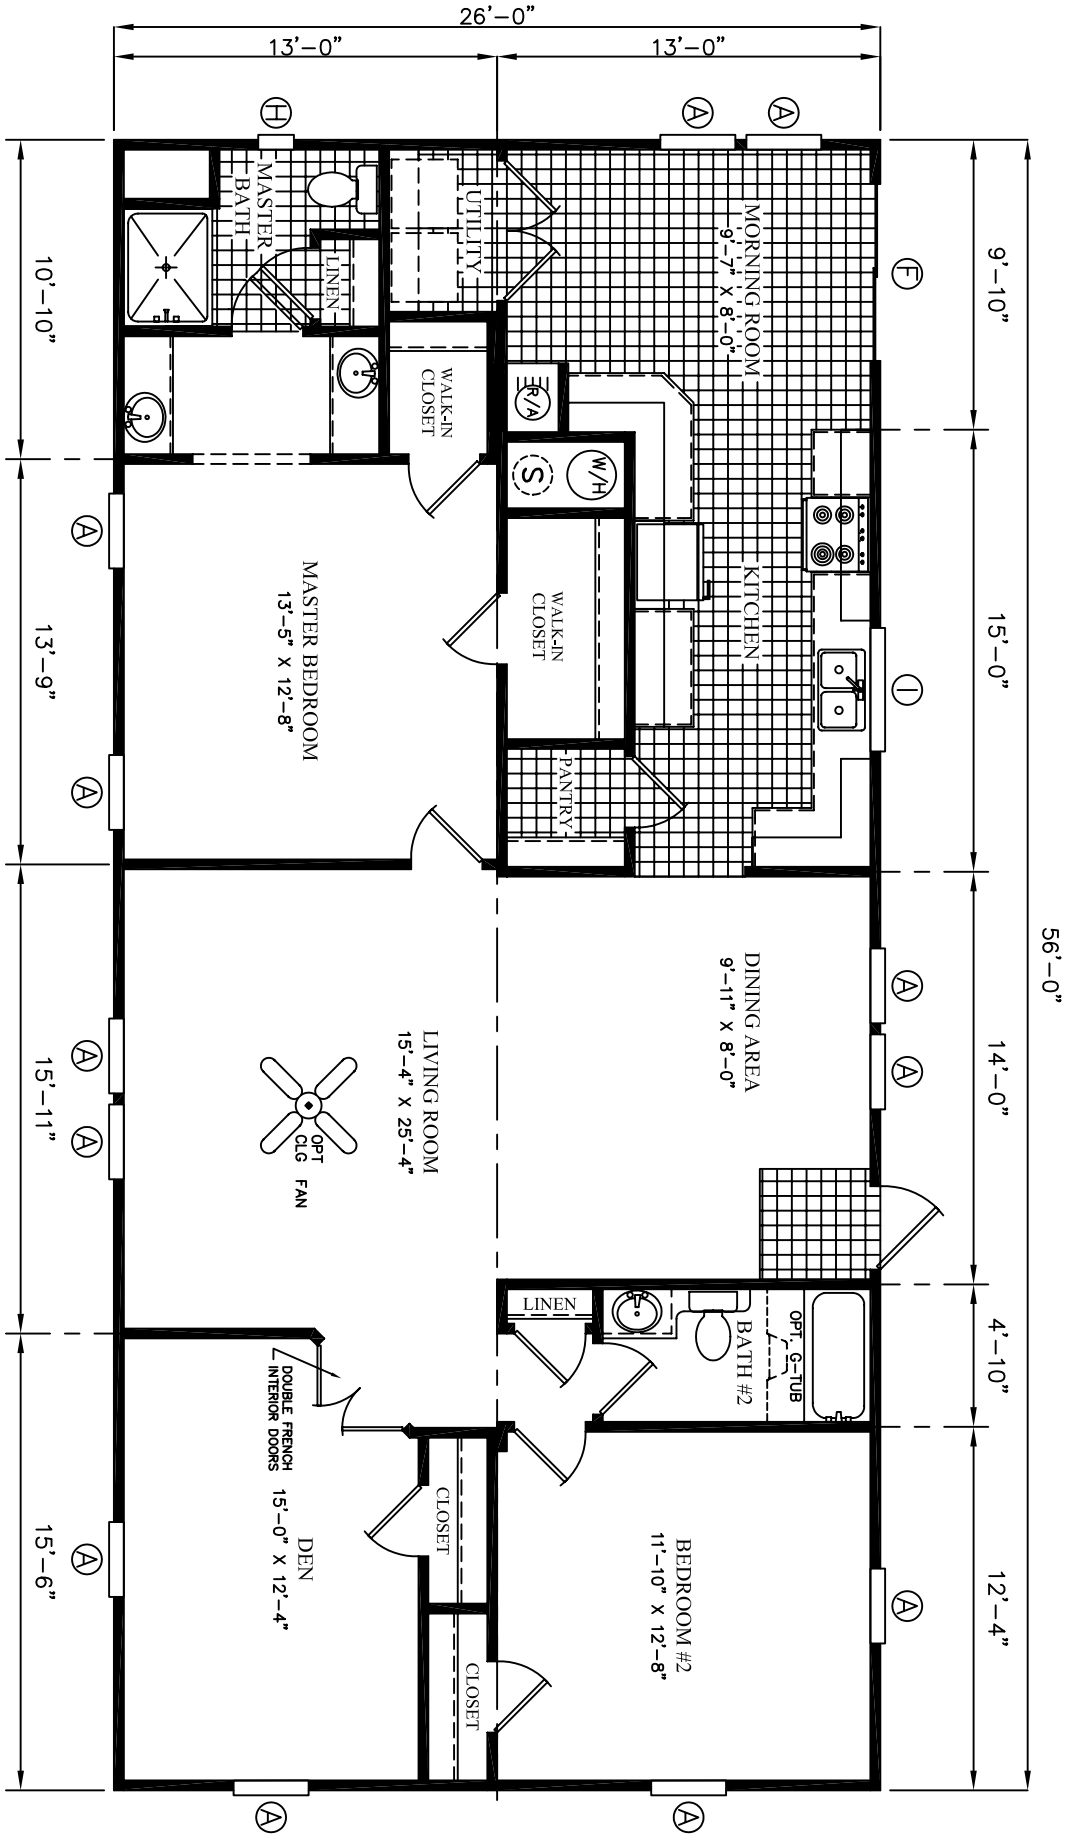 26'-0"
13'-0"
13'-0"
H
A
A
10'-10"
9'-10"
F
MASTER
BATH
LINEN
UTILITY
MORNING ROOM
9'-7" X 8'-0"
WALK-IN
CLOSET
R/A
W/H
S
A
MASTER BEDROOM
13'-5" X 12'-8"
WALK-IN
CLOSET
KITCHEN
15'-0"
I
13'-9"
A
PANTRY
56'-0"
DINING AREA
9'-11" X 8'-0"
A
A
14'-0"
LIVING ROOM
15'-4" X 25'-4"
OPT
CLG FAN
A
A
15'-11"
LINEN
BATH #2
OPT. G-TUB
4'-10"
DOUBLE FRENCH
INTERIOR DOORS
DEN
15'-0" X 12'-4"
CLOSET
CLOSET
BEDROOM #2
11'-10" X 12'-8"
A
12'-4"
A
15'-6"
A
A